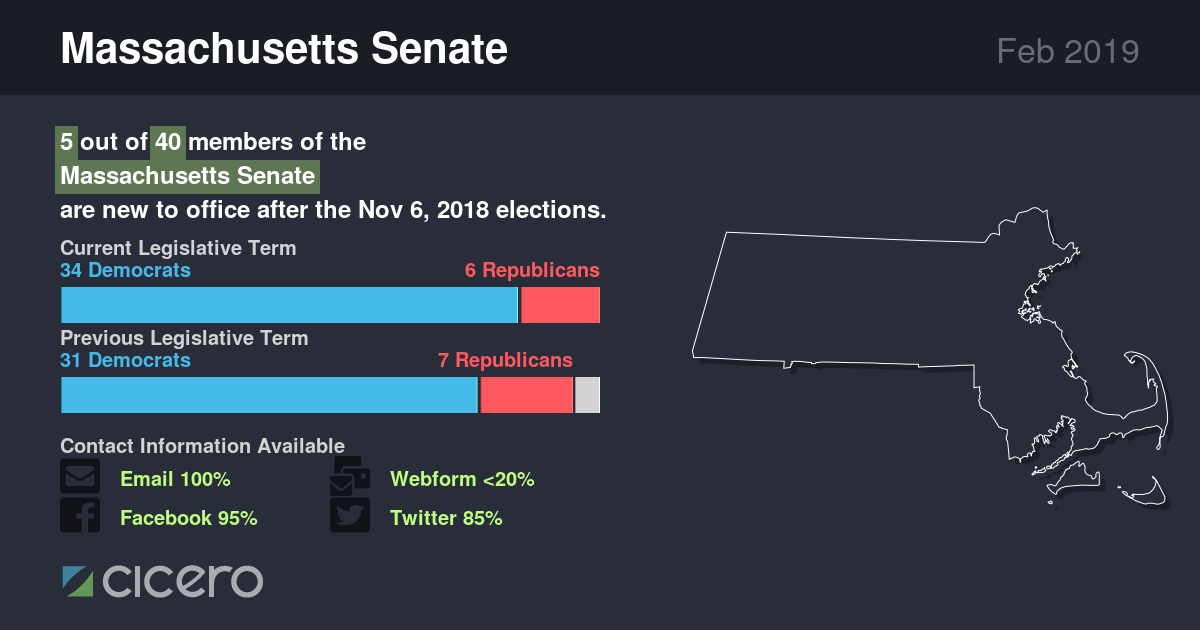 Massachusetts Senate
Feb 2019
5 out of 40 members of the
Massachusetts Senate
are new to office after the Nov 6, 2018 elections.
Current Legislative Term
34 Democrats 6 Republicans
Previous Legislative Term
31 Democrats 7 Republicans
Contact Information Available
Email 100% Webform <20%
Facebook 95% Twitter 85%
cicero